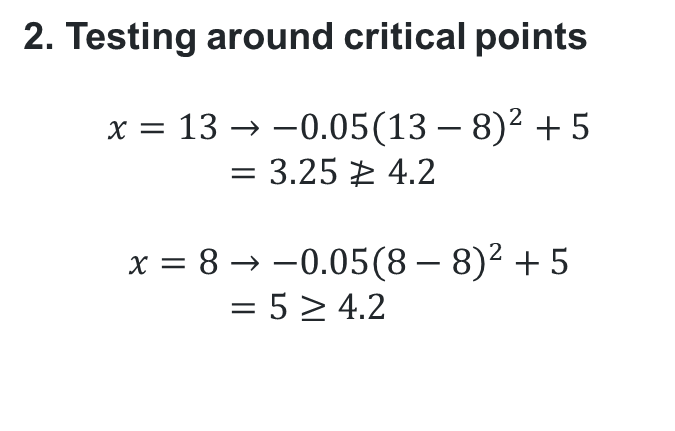 2. Testing around critical points
x = 13 → −0.05(13 − 8)² + 5
= 3.25 ≱ 4.2
x = 8 → −0.05(8 − 8)² + 5
= 5 ≥ 4.2